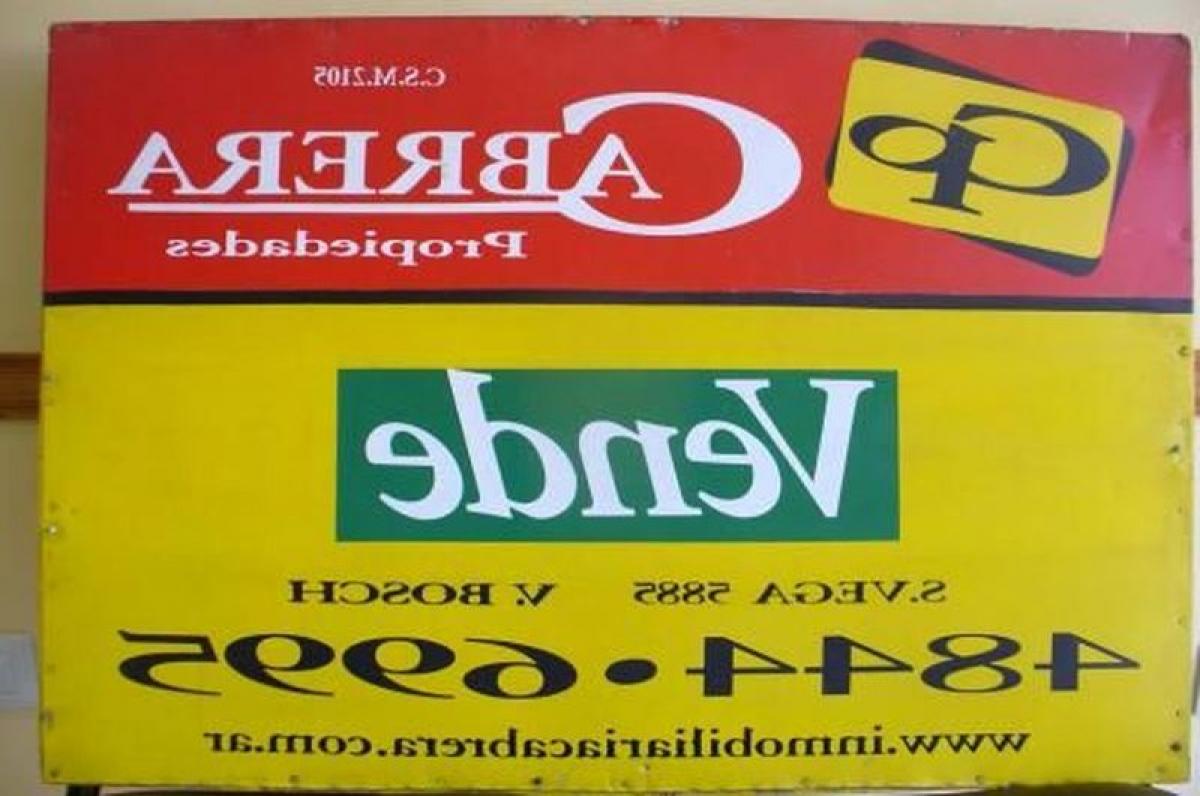 CP
C.S.M.2105
CABRERA
Propiedades
Vende
S.VEGA 5885 V. BOSCH
4844•6995
www.inmobiliariacabrera.com.ar